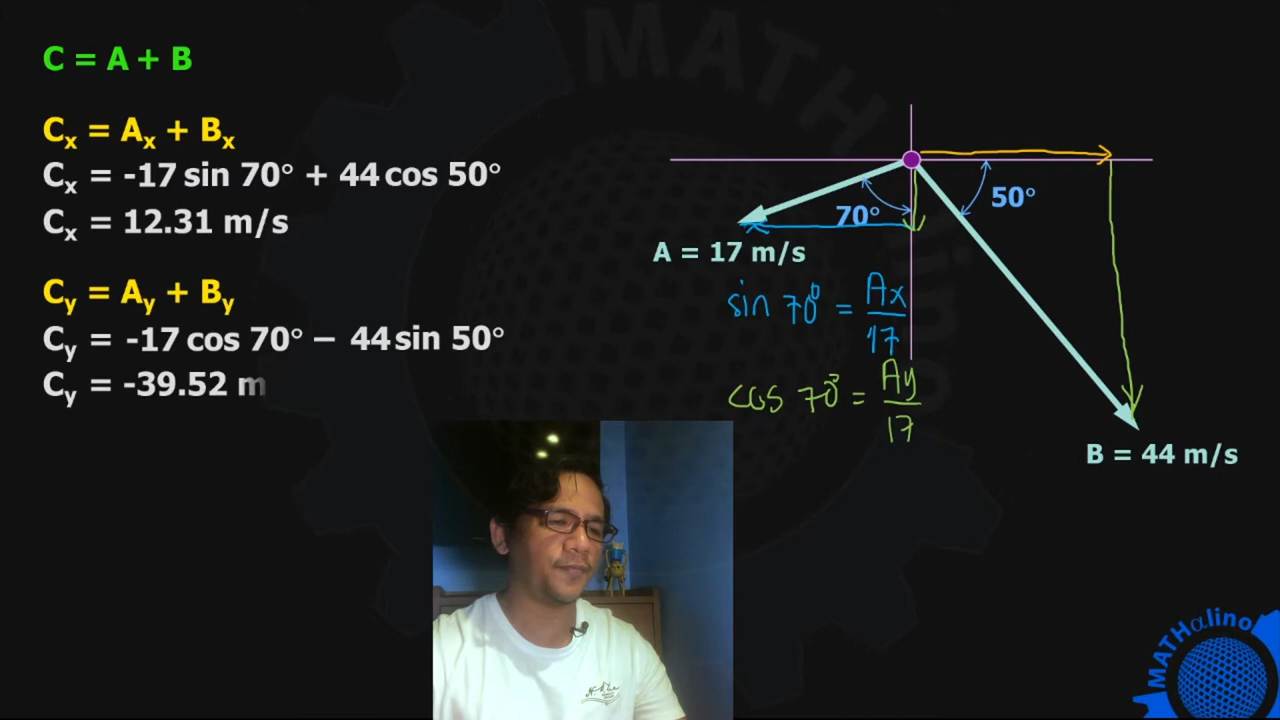 C = A + B
Cx = Ax + Bx
Cx = -17 sin 70° + 44 cos 50°
Cx = 12.31 m/s
Cy = Ay + By
Cy = -17 cos 70° − 44 sin 50°
Cy = -39.52 m
70°
50°
A = 17 m/s
sin 70° = Ax/17
cos 70° = Ay/17
B = 44 m/s
MATHalino
MATHαlino